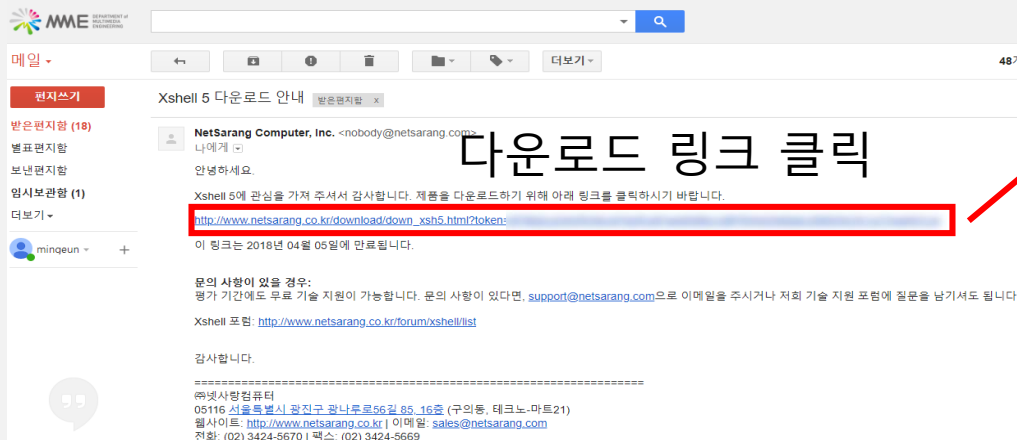 MME DEPARTMENT of
MULTIMEDIA
ENGINEERING
메일
더보기
48
편지쓰기
Xshell 5 다운로드 안내 받은편지함 x
받은편지함 (18)
별표편지함
보낸편지함
임시보관함 (1)
더보기
mingeun
NetSarang Computer, Inc. <nobody@netsarang.com>
나에게
다운로드 링크 클릭
안녕하세요.
Xshell 5에 관심을 가져 주셔서 감사합니다. 제품을 다운로드하기 위해 아래 링크를 클릭하시기 바랍니다.
http://www.netsarang.co.kr/download/down_xsh5.html?token=
이 링크는 2018년 04월 05일에 만료됩니다.
문의 사항이 있을 경우:
평가 기간에도 무료 기술 지원이 가능합니다. 문의 사항이 있다면, support@netsarang.com으로 이메일을 주시거나 저희 기술 지원 포럼에 질문을 남기셔도 됩니다
Xshell 포럼: http://www.netsarang.co.kr/forum/xshell/list
감사합니다.
==================================================================
㈜넷사랑컴퓨터
05116 서울특별시 광진구 광나루로56길 85, 16층 (구의동, 테크노-마트21)
웹사이트: http://www.netsarang.co.kr | 이메일: sales@netsarang.com
전화: (02) 3424-5670 | 팩스: (02) 3424-5669